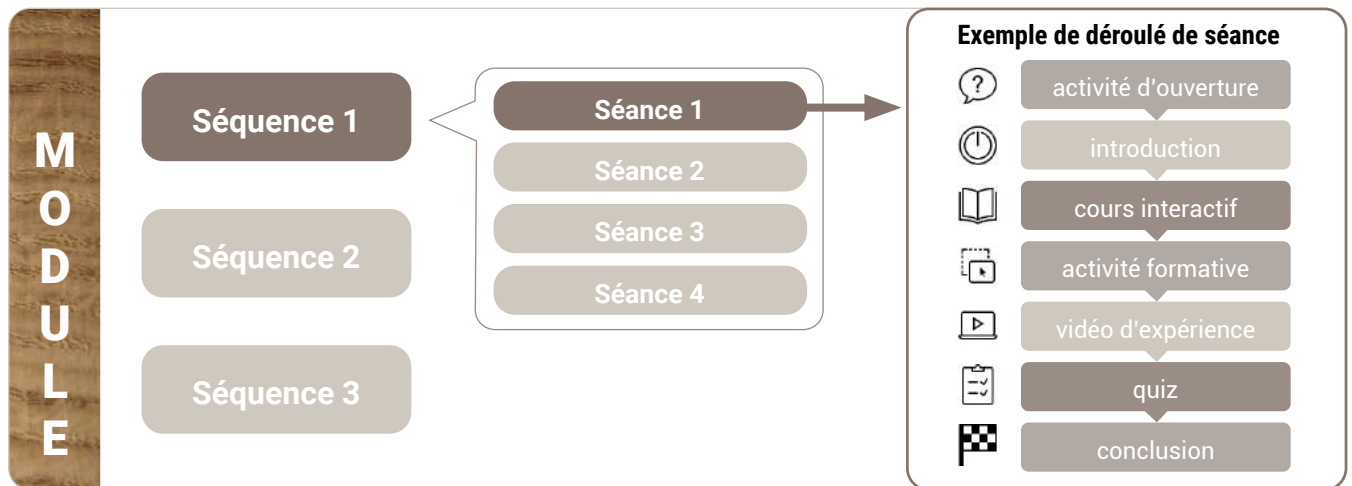 MODULE
Séquence 1
Séquence 2
Séquence 3
Séance 1
Séance 2
Séance 3
Séance 4
Exemple de déroulé de séance
?
activité d'ouverture
introduction
cours interactif
activité formative
vidéo d'expérience
quiz
conclusion